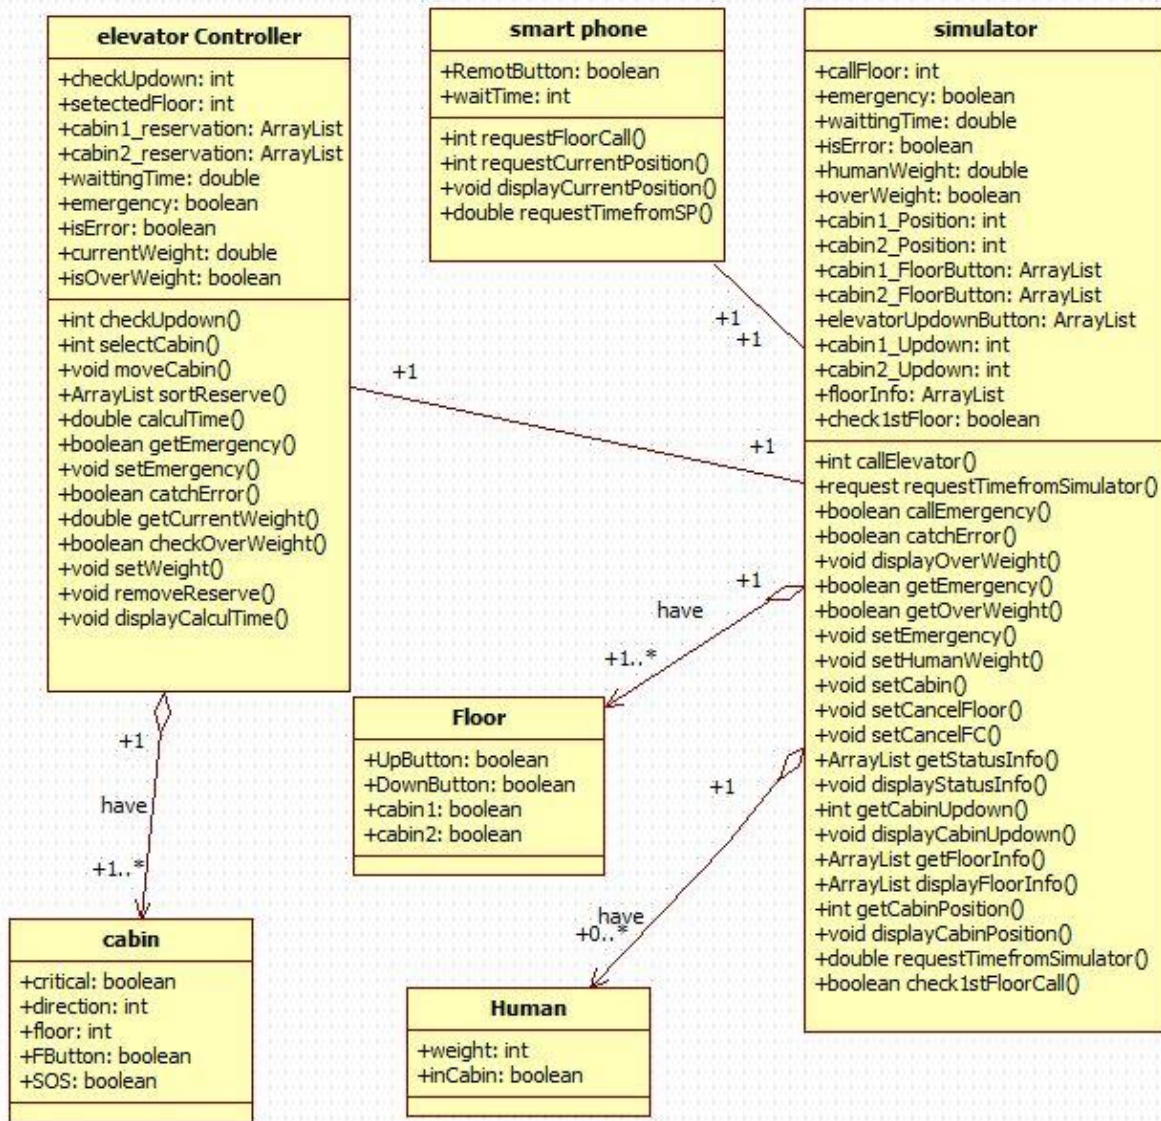 elevator Controller
+checkUpdown: int
+setectedFloor: int
+cabin1_reservation: ArrayList
+cabin2_reservation: ArrayList
+waittingTime: double
+emergency: boolean
+isError: boolean
+currentWeight: double
+isOverWeight: boolean
+int checkUpdown()
+int selectCabin()
+void moveCabin()
+ArrayList sortReserve()
+double calculTime()
+boolean getEmergency()
+void setEmergency()
+boolean catchError()
+double getCurrentWeight()
+boolean checkOverWeight()
+void setWeight()
+void removeReserve()
+void displayCalculTime()
smart phone
+RemotButton: boolean
+waitTime: int
+int requestFloorCall()
+int requestCurrentPosition()
+void displayCurrentPosition()
+double requestTimefromSP()
simulator
+callFloor: int
+emergency: boolean
+waittingTime: double
+isError: boolean
+humanWeight: double
+overWeight: boolean
+cabin1_Position: int
+cabin2_Position: int
+cabin1_FloorButton: ArrayList
+cabin2_FloorButton: ArrayList
+elevatorUpdownButton: ArrayList
+cabin1_Updown: int
+cabin2_Updown: int
+floorInfo: ArrayList
+check1stFloor: boolean
+int callElevator()
+request requestTimefromSimulator()
+boolean callEmergency()
+boolean catchError()
+void displayOverWeight()
+boolean getEmergency()
+boolean getOverWeight()
+void setEmergency()
+void setHumanWeight()
+void setCabin()
+void setCancelFloor()
+void setCancelFC()
+ArrayList getStatusInfo()
+void displayStatusInfo()
+int getCabinUpdown()
+void displayCabinUpdown()
+ArrayList getFloorInfo()
+ArrayList displayFloorInfo()
+int getCabinPosition()
+void displayCabinPosition()
+double requestTimefromSimulator()
+boolean check1stFloorCall()
+1
+1
+1
+1
+1
have
+1..*
Floor
+UpButton: boolean
+DownButton: boolean
+cabin1: boolean
+cabin2: boolean
+1
have
+0..*
Human
+weight: int
+inCabin: boolean
+1
have
+1..*
cabin
+critical: boolean
+direction: int
+floor: int
+FButton: boolean
+SOS: boolean